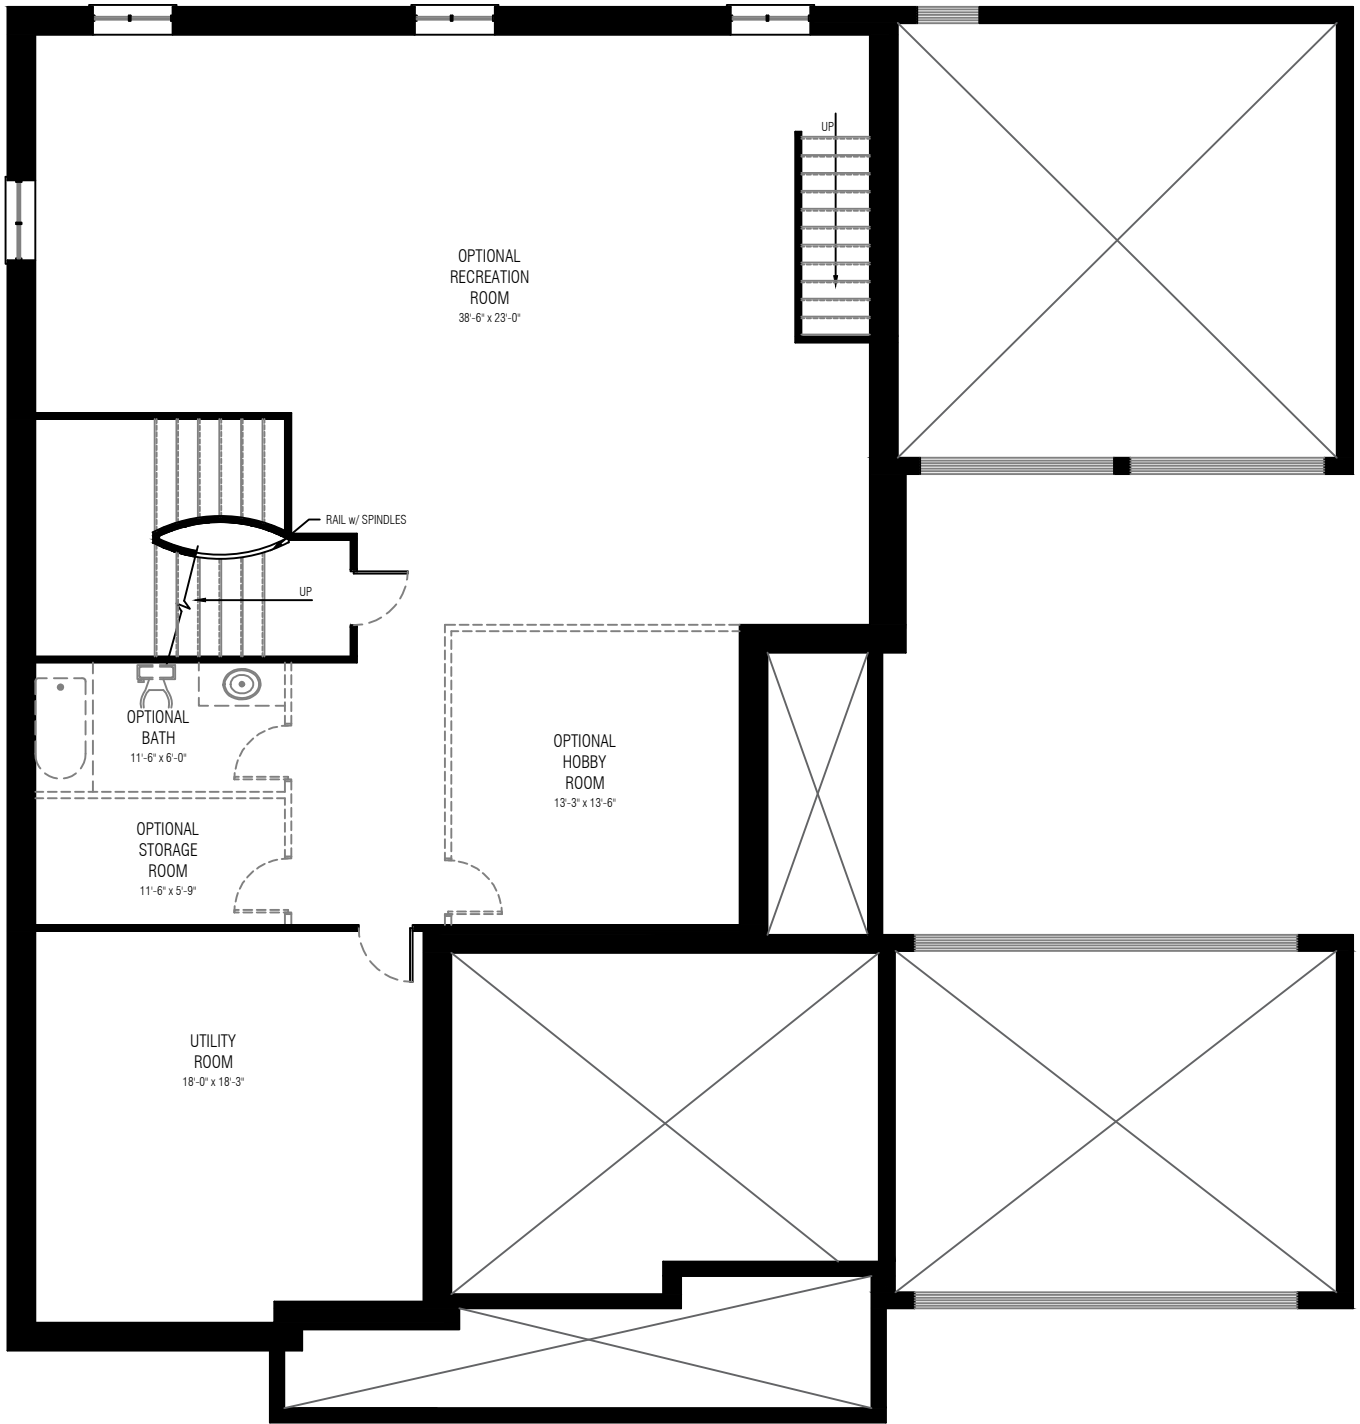 UP
OPTIONAL
RECREATION
ROOM
38'-6" x 23'-0"
RAIL w/ SPINDLES
UP
OPTIONAL
BATH
11'-6" x 6'-0"
OPTIONAL
HOBBY
ROOM
13'-3" x 13'-6"
OPTIONAL
STORAGE
ROOM
11'-6" x 5'-9"
UTILITY
ROOM
18'-0" x 18'-3"